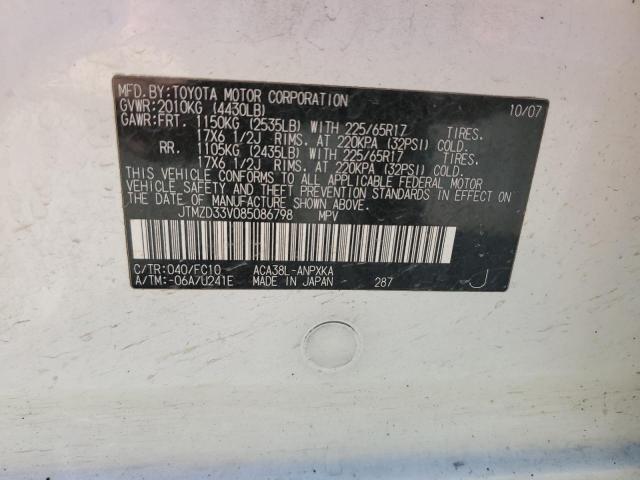 MFD.BY:TOYOTA MOTOR CORPORATION 10/07
GVWR:2010KG (4430LB)
GAWR:FRT. 1150KG (2535LB) WITH 225/65R17 TIRES.
17X6 1/2J RIMS. AT 220KPA (32PSI) COLD.
RR. 1105KG (2435LB) WITH 225/65R17 TIRES.
17X6 1/2J RIMS. AT 220KPA (32PSI) COLD.
THIS VEHICLE CONFORMS TO ALL APPLICABLE FEDERAL MOTOR
VEHICLE SAFETY AND THEFT PREVENTION STANDARDS IN EFFECT ON
THE DATE OF MANUFACTURE SHOWN ABOVE.
JTMZD33V085086798 MPV
C/TR:040/FC10 ACA38L-ANPXKA
A/TM:-06A/U241E MADE IN JAPAN 287 J